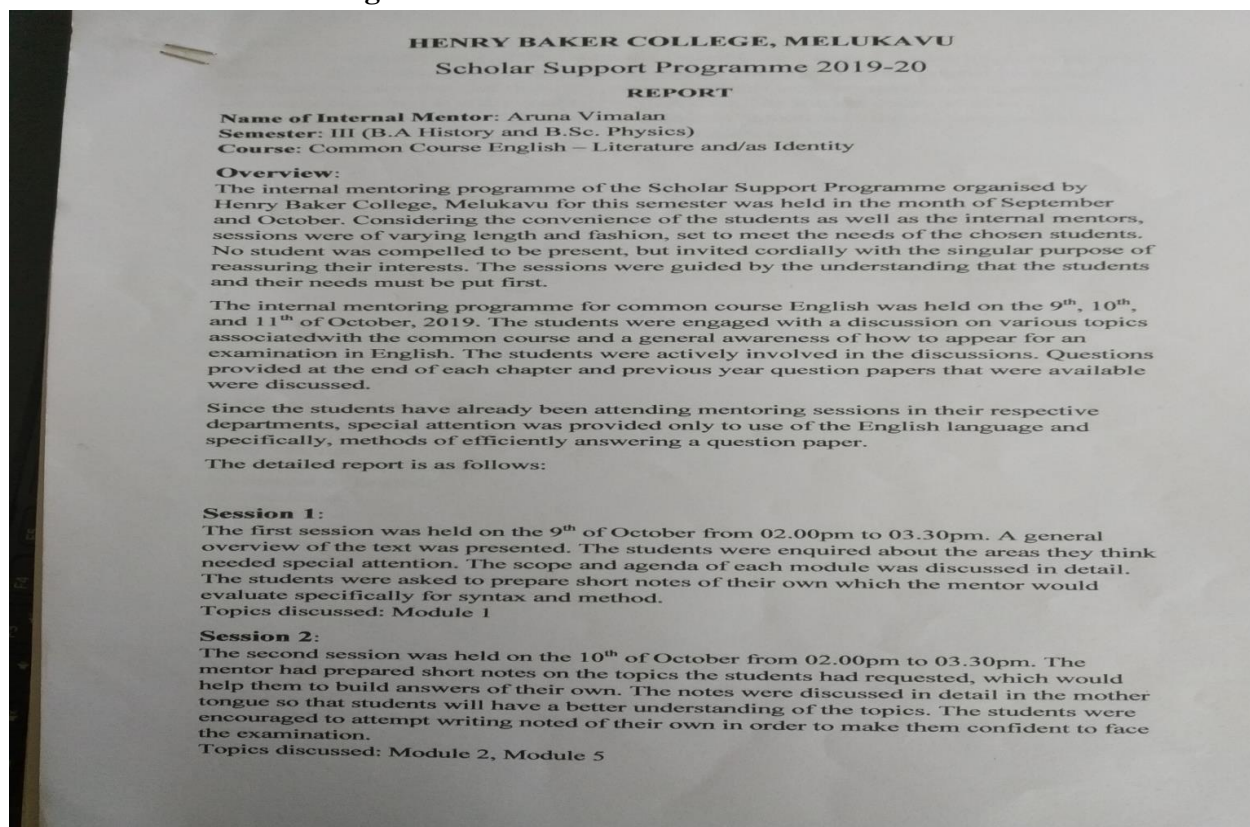 HENRY BAKER COLLEGE, MELUKAVU
Scholar Support Programme 2019-20
REPORT
Name of Internal Mentor: Aruna Vimalan
Semester: III (B.A History and B.Sc. Physics)
Course: Common Course English – Literature and/as Identity
Overview:
The internal mentoring programme of the Scholar Support Programme organised by
Henry Baker College, Melukavu for this semester was held in the month of September
and October. Considering the convenience of the students as well as the internal mentors,
sessions were of varying length and fashion, set to meet the needs of the chosen students.
No student was compelled to be present, but invited cordially with the singular purpose of
reassuring their interests. The sessions were guided by the understanding that the students
and their needs must be put first.
The internal mentoring programme for common course English was held on the 9th, 10th,
and 11th of October, 2019. The students were engaged with a discussion on various topics
associatedwith the common course and a general awareness of how to appear for an
examination in English. The students were actively involved in the discussions. Questions
provided at the end of each chapter and previous year question papers that were available
were discussed.
Since the students have already been attending mentoring sessions in their respective
departments, special attention was provided only to use of the English language and
specifically, methods of efficiently answering a question paper.
The detailed report is as follows:
Session 1:
The first session was held on the 9th of October from 02.00pm to 03.30pm. A general
overview of the text was presented. The students were enquired about the areas they think
needed special attention. The scope and agenda of each module was discussed in detail.
The students were asked to prepare short notes of their own which the mentor would
evaluate specifically for syntax and method.
Topics discussed: Module 1
Session 2:
The second session was held on the 10th of October from 02.00pm to 03.30pm. The
mentor had prepared short notes on the topics the students had requested, which would
help them to build answers of their own. The notes were discussed in detail in the mother
tongue so that students will have a better understanding of the topics. The students were
encouraged to attempt writing noted of their own in order to make them confident to face
the examination.
Topics discussed: Module 2, Module 5